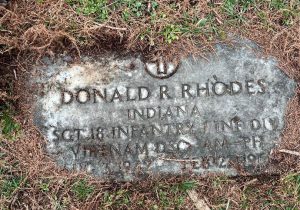 DONALD R RHODES
INDIANA
SGT 18 INFANTRY 1 INF DIV
VIETNAM DSC AM PH